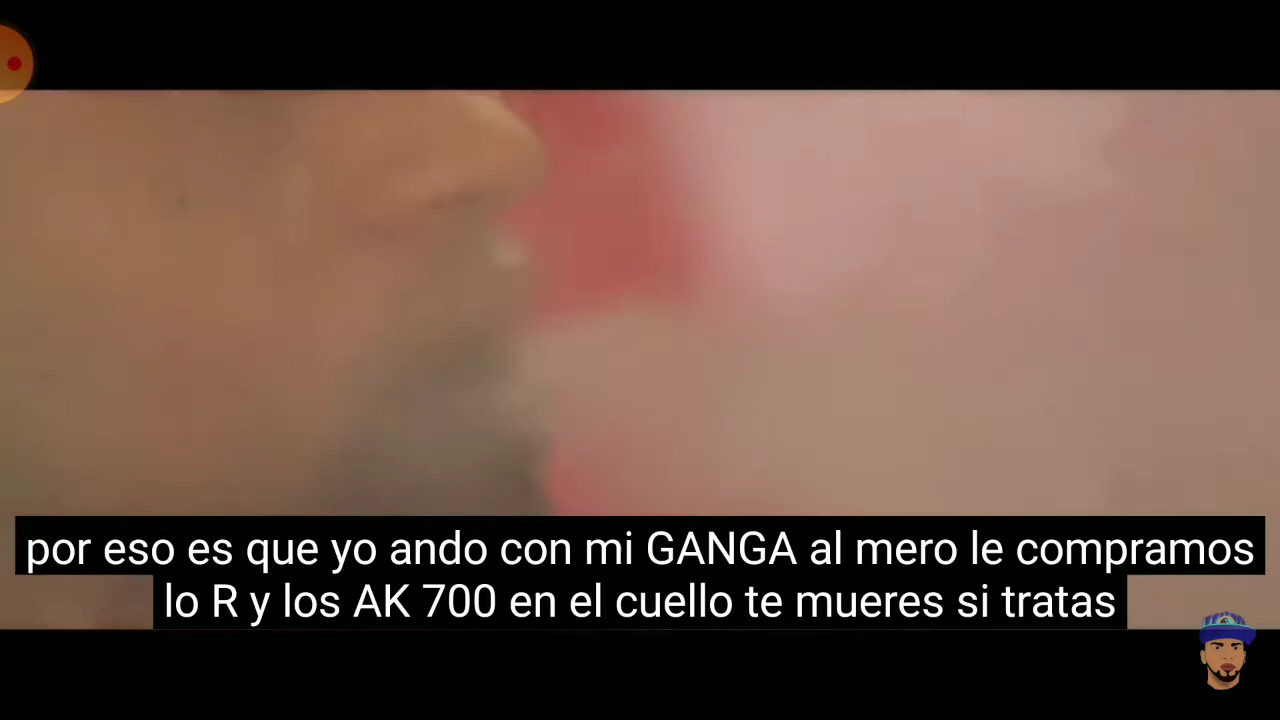 por eso es que yo ando con mi GANGA al mero le compramos
lo R y los AK 700 en el cuello te mueres si tratas